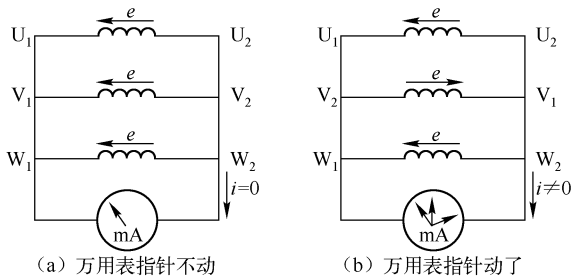 e e
U₁ U₂ U₁ U₂
e e
V₁ V₂ V₂ V₁
e e
W₁ W₂ W₁ W₂
i=0 i≠0
mA mA
（a）万用表指针不动 （b）万用表指针动了